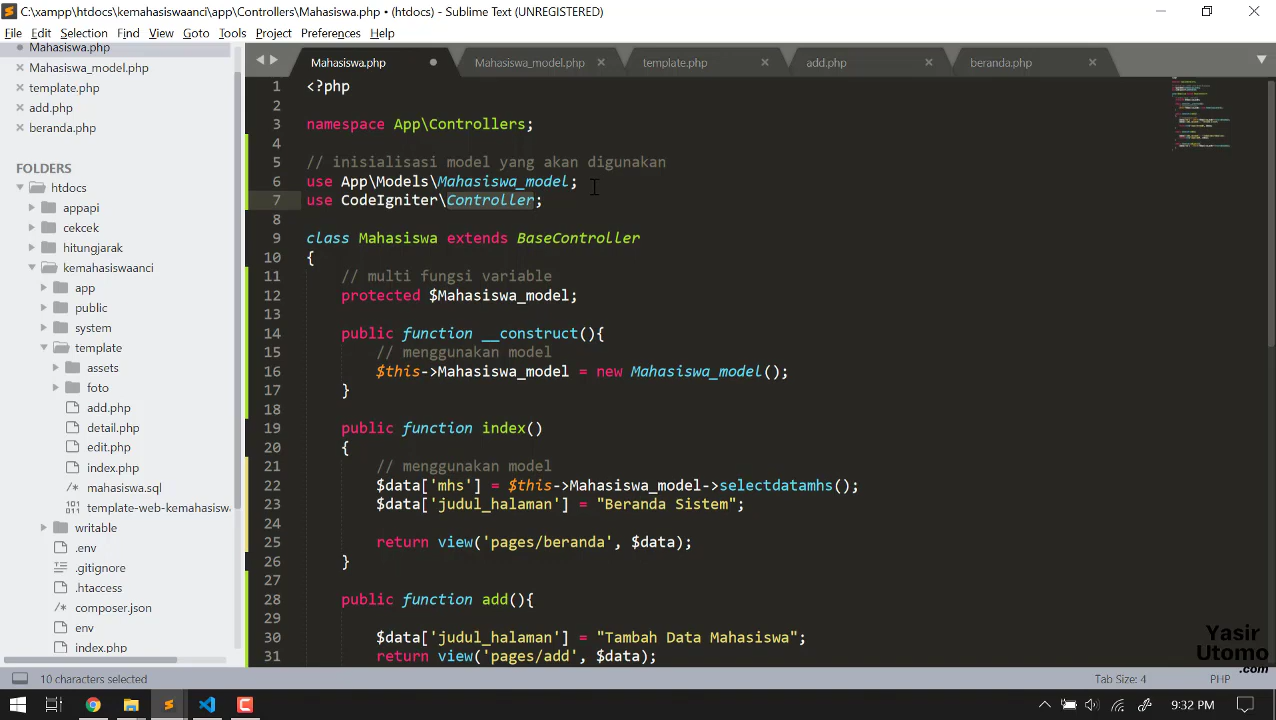 C:\xampp\htdocs\kemahasiswaanci\app\Controllers\Mahasiswa.php • (htdocs) - Sublime Text (UNREGISTERED)
File Edit Selection Find View Goto Tools Project Preferences Help
Mahasiswa.php
Mahasiswa_model.php
template.php
add.php
beranda.php
FOLDERS
htdocs
appapi
cekcek
hitungjarak
kemahasiswaanci
app
public
system
template
assets
foto
add.php
detail.php
edit.php
index.php
mahasiswa.sql
template-web-kemahasisw
writable
.env
.gitignore
.htaccess
composer.json
env
index.php
Mahasiswa.php Mahasiswa_model.php template.php add.php beranda.php
1 <?php
2
3 namespace App\Controllers;
4
5 // inisialisasi model yang akan digunakan
6 use App\Models\Mahasiswa_model;
7 use CodeIgniter\Controller;
8
9 class Mahasiswa extends BaseController
10 {
11 // multi fungsi variable
12 protected $Mahasiswa_model;
13
14 public function __construct(){
15 // menggunakan model
16 $this->Mahasiswa_model = new Mahasiswa_model();
17 }
18
19 public function index()
20 {
21 // menggunakan model
22 $data['mhs'] = $this->Mahasiswa_model->selectdatamhs();
23 $data['judul_halaman'] = "Beranda Sistem";
24
25 return view('pages/beranda', $data);
26 }
27
28 public function add(){
29
30 $data['judul_halaman'] = "Tambah Data Mahasiswa";
31 return view('pages/add', $data);
Yasir
Utomo
.com
10 characters selected Tab Size: 4 PHP
9:32 PM